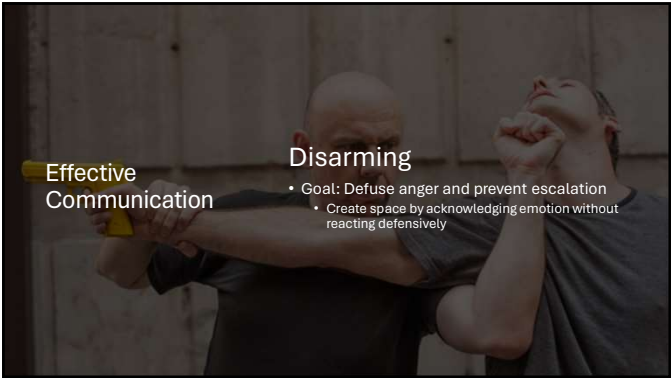 Effective
Communication
Disarming
• Goal: Defuse anger and prevent escalation
• Create space by acknowledging emotion without
reacting defensively